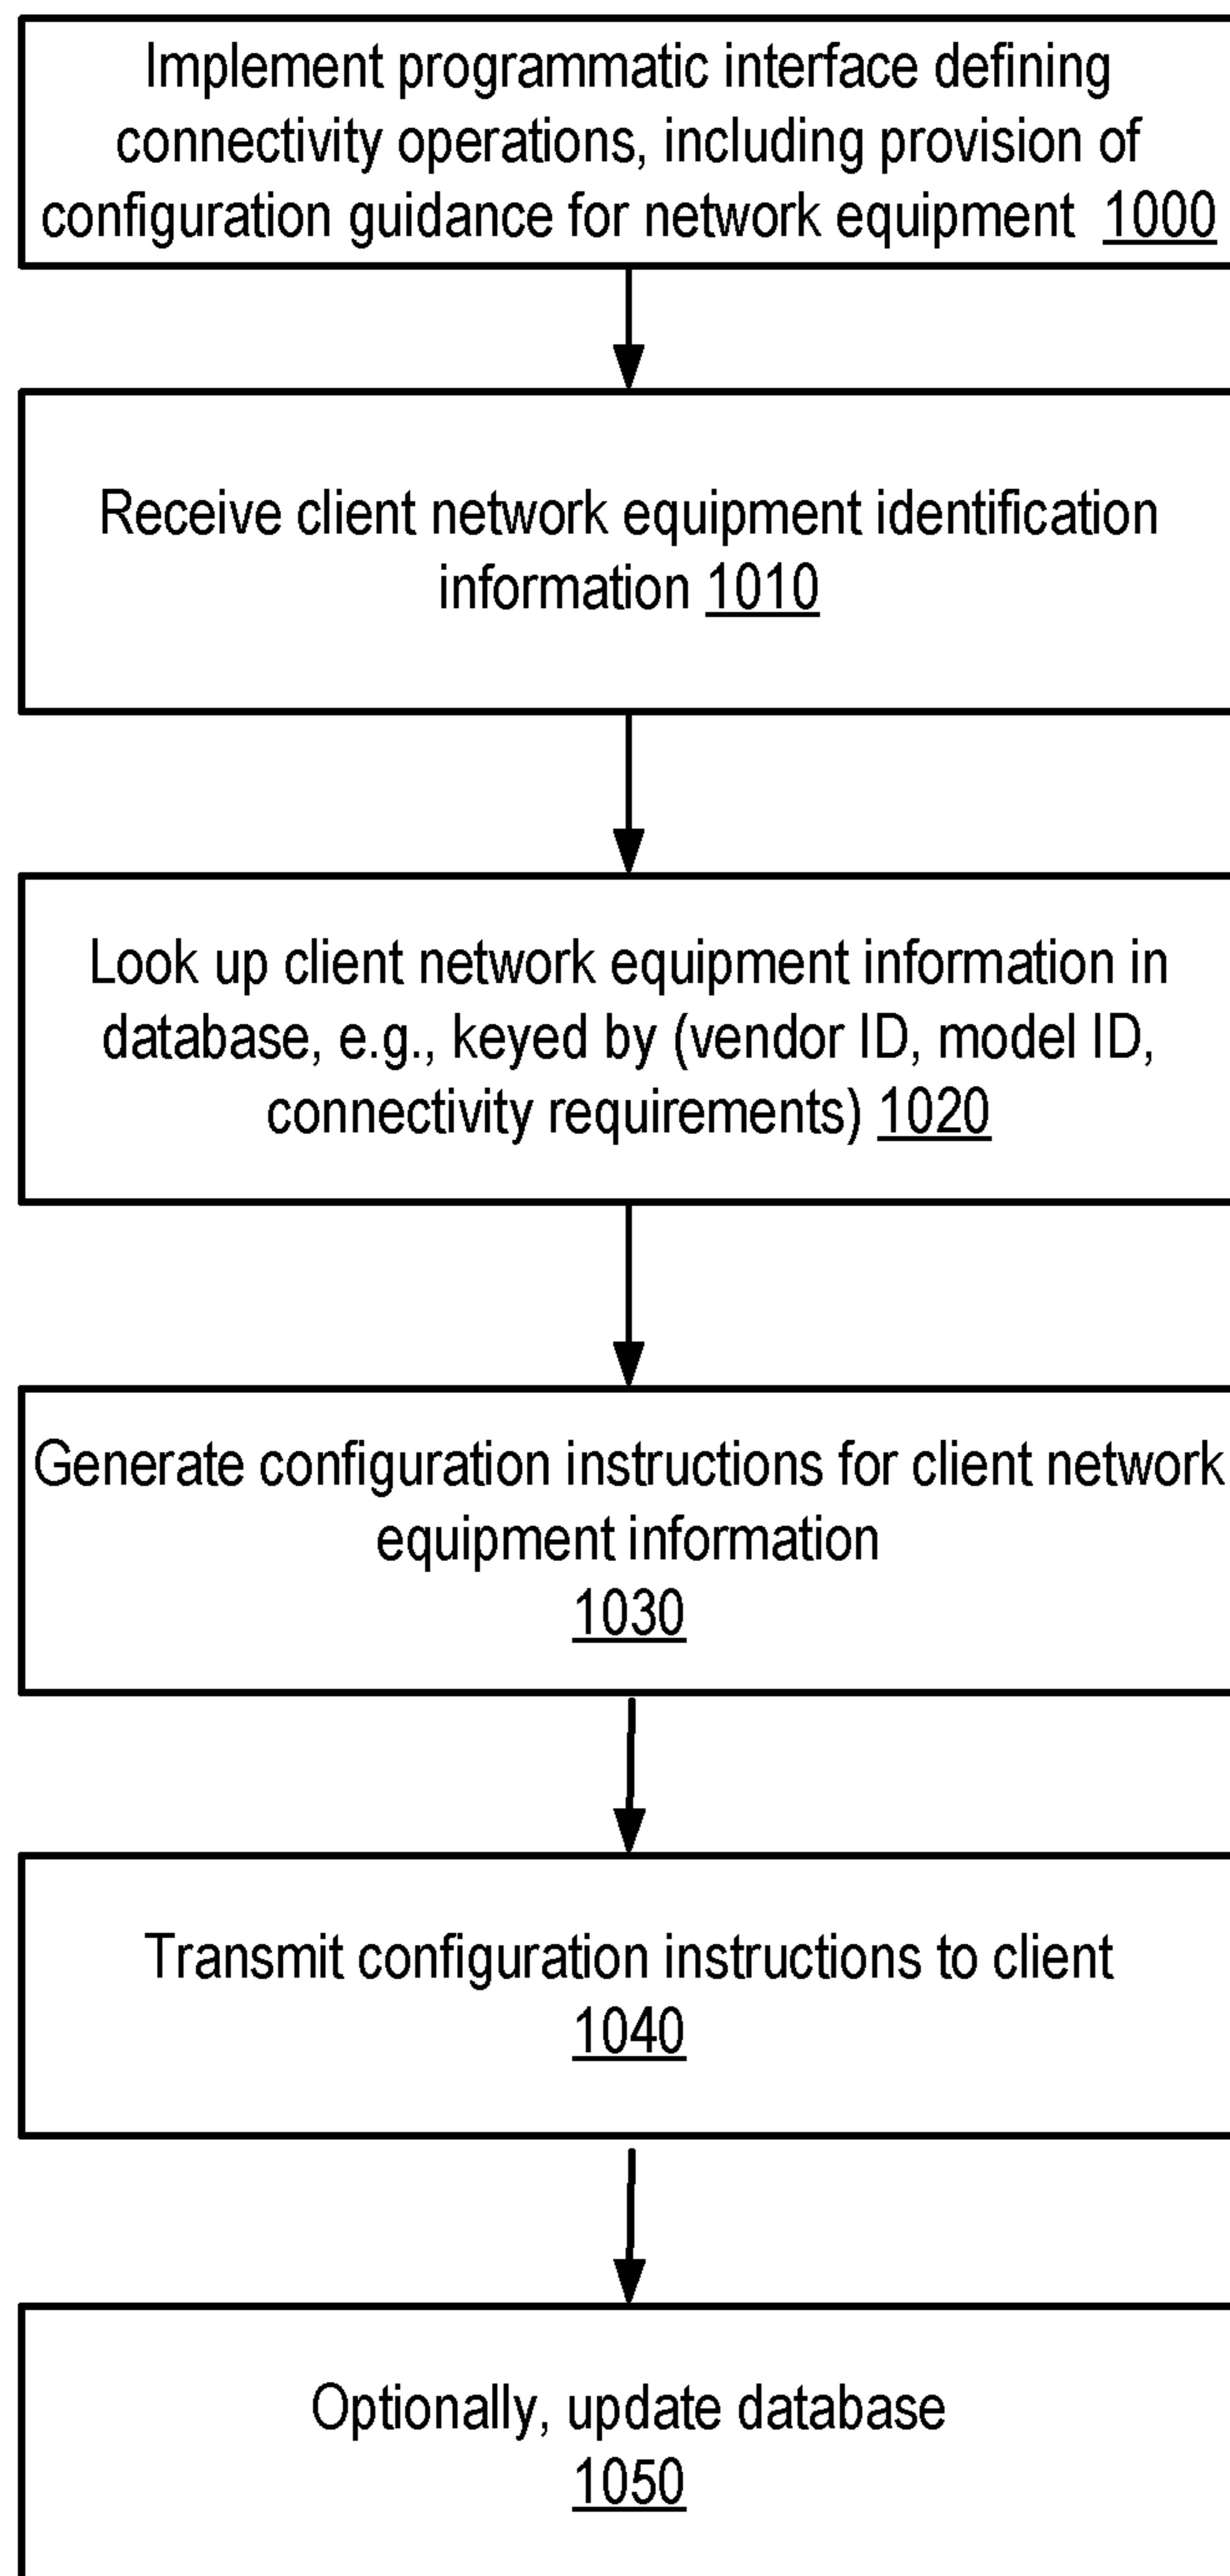 Implement programmatic interface defining
connectivity operations, including provision of
configuration guidance for network equipment 1000
Receive client network equipment identification
information 1010
Look up client network equipment information in
database, e.g., keyed by (vendor ID, model ID,
connectivity requirements) 1020
Generate configuration instructions for client network
equipment information
1030
Transmit configuration instructions to client
1040
Optionally, update database
1050